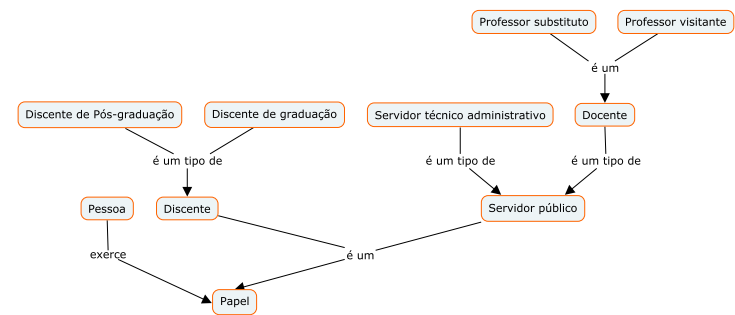 Professor substituto
Professor visitante
é um
Discente de Pós-graduação
Discente de graduação
Servidor técnico administrativo
Docente
é um tipo de
é um tipo de
é um tipo de
Pessoa
Discente
Servidor público
exerce
é um
Papel